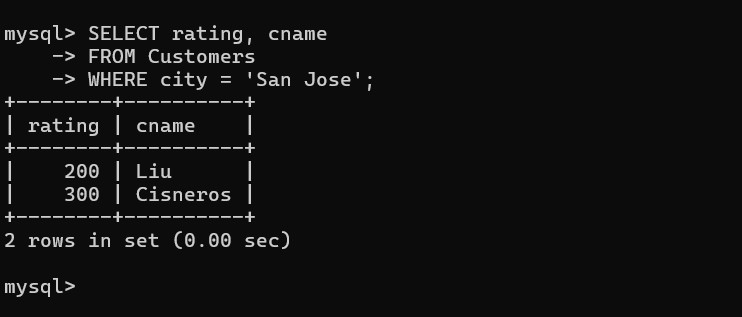 mysql> SELECT rating, cname
    -> FROM Customers
    -> WHERE city = 'San Jose';
+--------+----------+
| rating | cname    |
+--------+----------+
|    200 | Liu      |
|    300 | Cisneros |
+--------+----------+
2 rows in set (0.00 sec)
mysql>